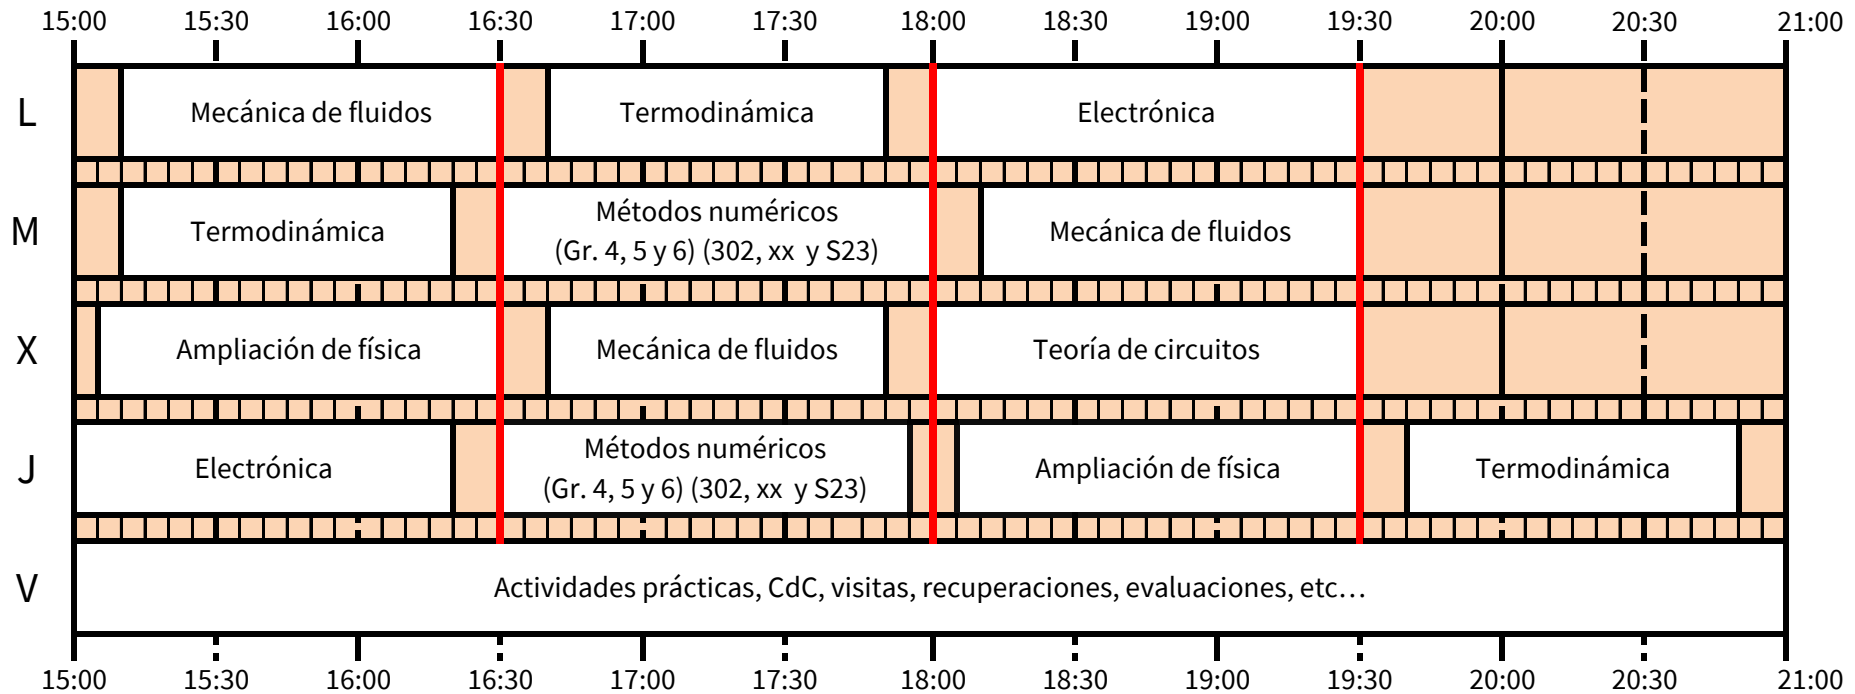 15:00 15:30 16:00 16:30 17:00 17:30 18:00 18:30 19:00 19:30 20:00 20:30 21:00
L Mecánica de fluidos Termodinámica Electrónica
M Termodinámica Métodos numéricos
(Gr. 4, 5 y 6) (302, xx y S23) Mecánica de fluidos
X Ampliación de física Mecánica de fluidos Teoría de circuitos
J Electrónica Métodos numéricos
(Gr. 4, 5 y 6) (302, xx y S23) Ampliación de física Termodinámica
V Actividades prácticas, CdC, visitas, recuperaciones, evaluaciones, etc…
15:00 15:30 16:00 16:30 17:00 17:30 18:00 18:30 19:00 19:30 20:00 20:30 21:00